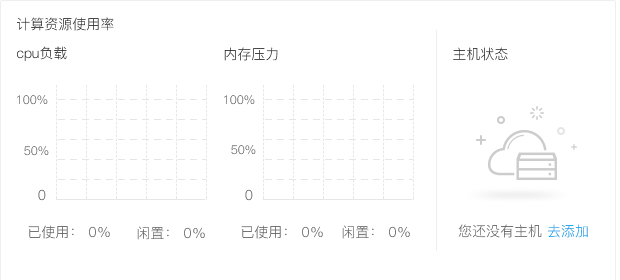 计算资源使用率
cpu负载
100%
50%
0
已使用： 0% 闲置： 0%
内存压力
100%
50%
0
已使用： 0% 闲置： 0%
主机状态
您还没有主机 去添加